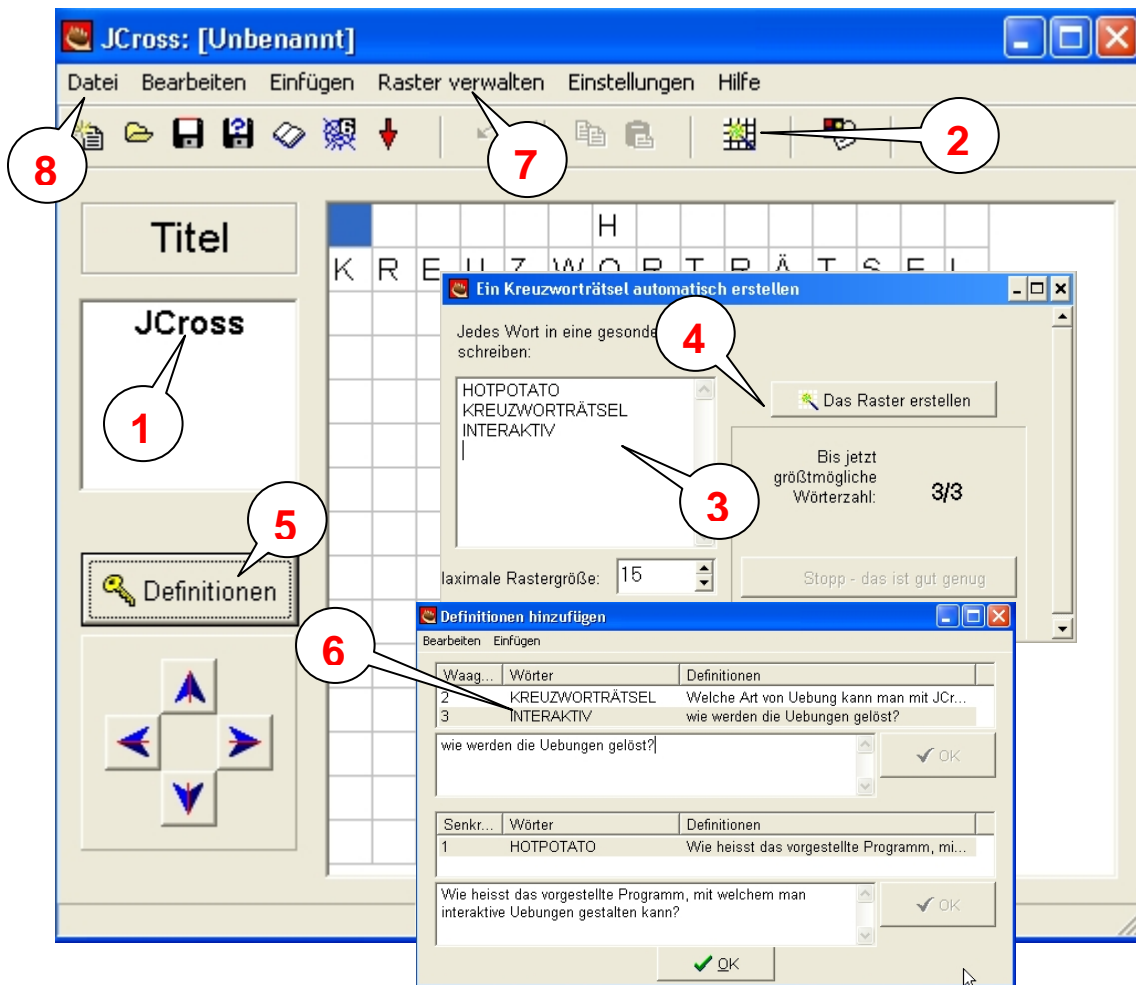 JCross: [Unbenannt]
Datei Bearbeiten Einfügen Raster verwalten Einstellungen Hilfe
8
7
2
Titel
H
K R E U Z W O R T R Ä T S E L
JCross
1
Ein Kreuzworträtsel automatisch erstellen
Jedes Wort in eine
schreiben:
4
HOTPOTATO
KREUZWORTRÄTSEL
INTERAKTIV
Das Raster erstellen
Bis jetzt
größtmögliche
Wörterzahl:
3/3
3
5
Definitionen
Rastergröße: 15
Stopp - das ist gut genug
6
Definitionen hinzufügen
Bearbeiten Einfügen
Waag... Wörter Definitionen
2 KREUZWORTRÄTSEL Welche Art von Uebung kann man mit JCr...
3 INTERAKTIV wie werden die Uebungen gelöst?
wie werden die Uebungen gelöst?
OK
Senkr... Wörter Definitionen
1 HOTPOTATO Wie heisst das vorgestellte Programm, mi...
Wie heisst das vorgestellte Programm, mit welchem man
interaktive Uebungen gestalten kann?
OK
OK